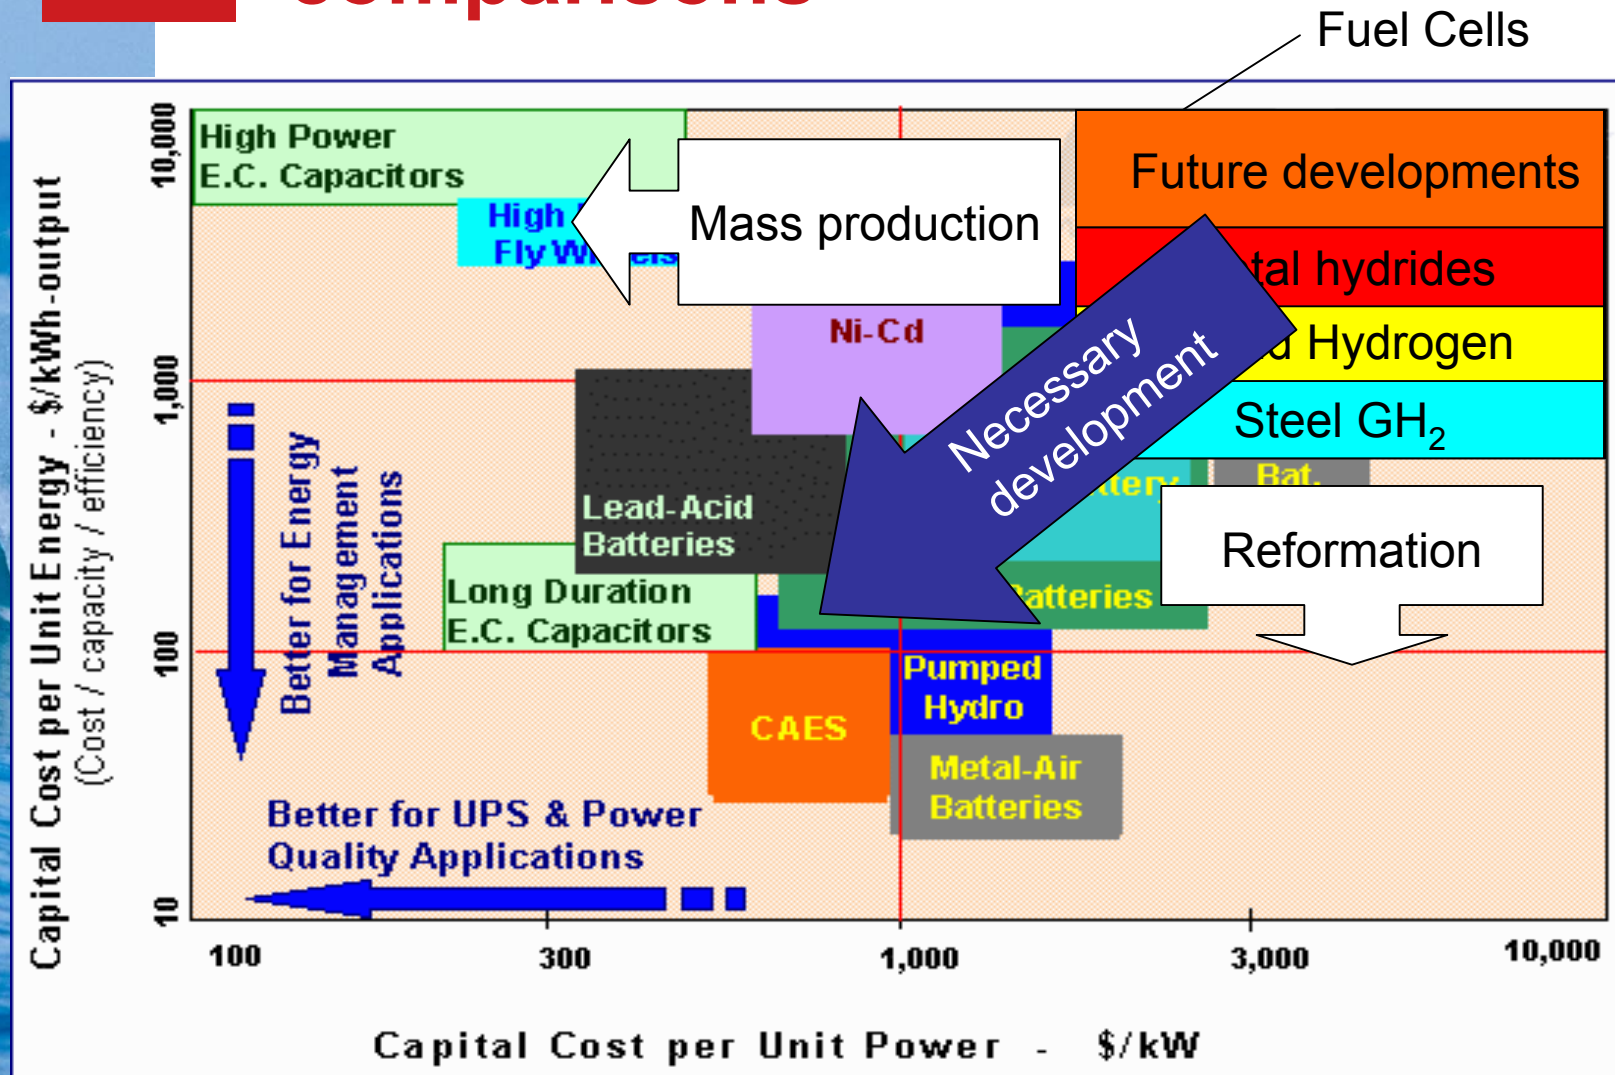 comparisons
Fuel Cells
10,000
High Power
E.C. Capacitors
Future developments
Mass production
High
Fly
hydrides
Ni-Cd
Hydrogen
Necessary
development
1,000
Steel GH₂
Bat.
Capital Cost per Unit Energy - $/kWh-output
(Cost / capacity / efficiency)
Better for Energy
Management
Applications
Lead-Acid
Batteries
Reformation
Long Duration
E.C. Capacitors
Batteries
100
Pumped
Hydro
CAES
Metal-Air
Batteries
Better for UPS & Power
Quality Applications
10
100 300 1,000 3,000 10,000
Capital Cost per Unit Power - $/kW